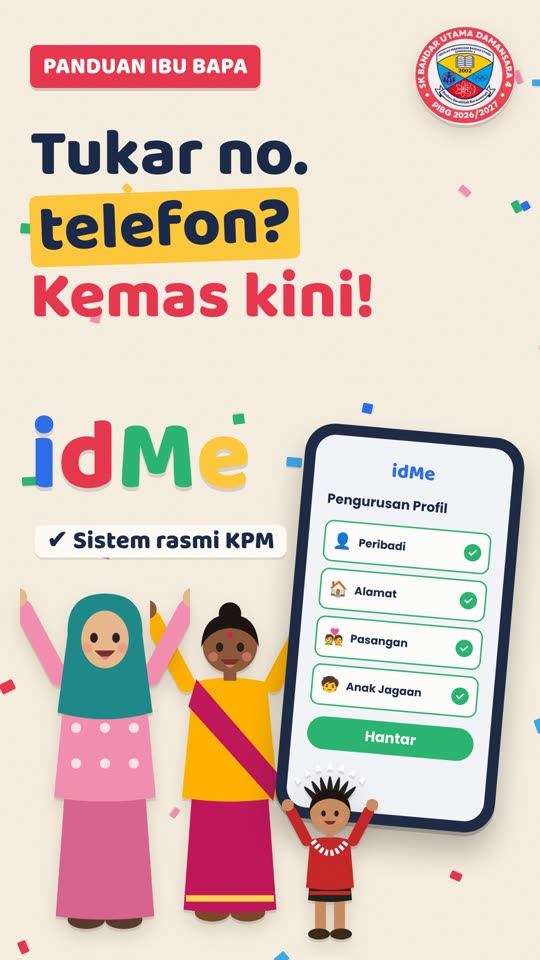 PANDUAN IBU BAPA
SK BANDAR UTAMA DAMANSARA 4
PIBG 2026/2027
2002
Tukar no.
telefon?
Kemas kini!
idMe
✔ Sistem rasmi KPM
idMe
Pengurusan Profil
Peribadi
Alamat
Pasangan
Anak Jagaan
Hantar